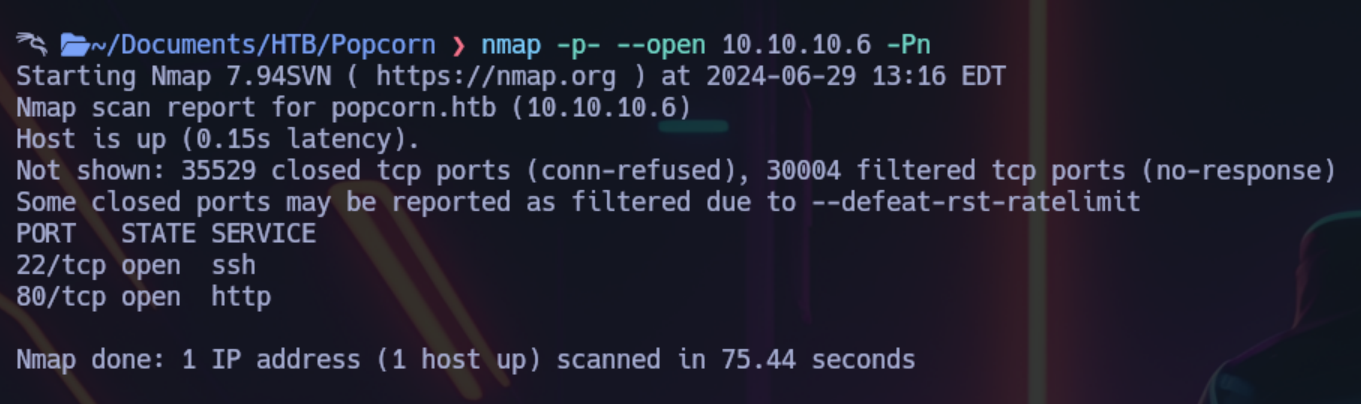 ~/Documents/HTB/Popcorn ❯ nmap -p- --open 10.10.10.6 -Pn
Starting Nmap 7.94SVN ( https://nmap.org ) at 2024-06-29 13:16 EDT
Nmap scan report for popcorn.htb (10.10.10.6)
Host is up (0.15s latency).
Not shown: 35529 closed tcp ports (conn-refused), 30004 filtered tcp ports (no-response)
Some closed ports may be reported as filtered due to --defeat-rst-ratelimit
PORT   STATE SERVICE
22/tcp open  ssh
80/tcp open  http
Nmap done: 1 IP address (1 host up) scanned in 75.44 seconds